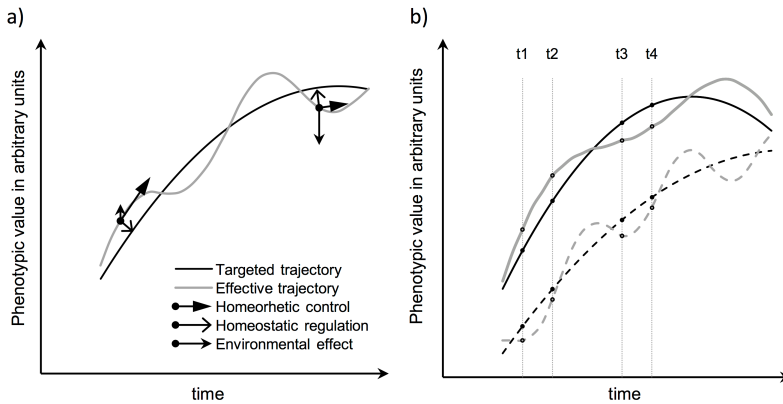 a)
Phenotypic value in arbitrary units
Targeted trajectory
Effective trajectory
Homeorhetic control
Homeostatic regulation
Environmental effect
time
b)
t1 t2 t3 t4
Phenotypic value in arbitrary units
time